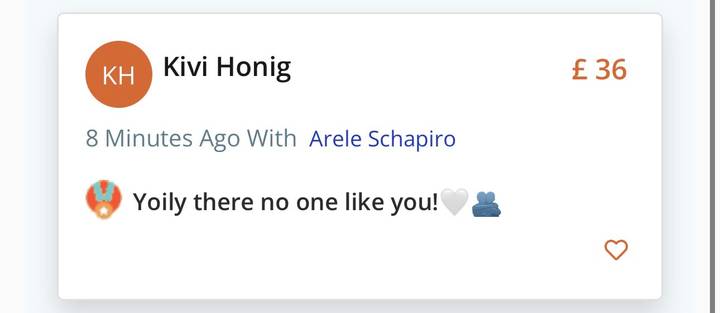 KH
Kivi Honig
£ 36
8 Minutes Ago With Arele Schapiro
Yoily there no one like you!🤍🫂